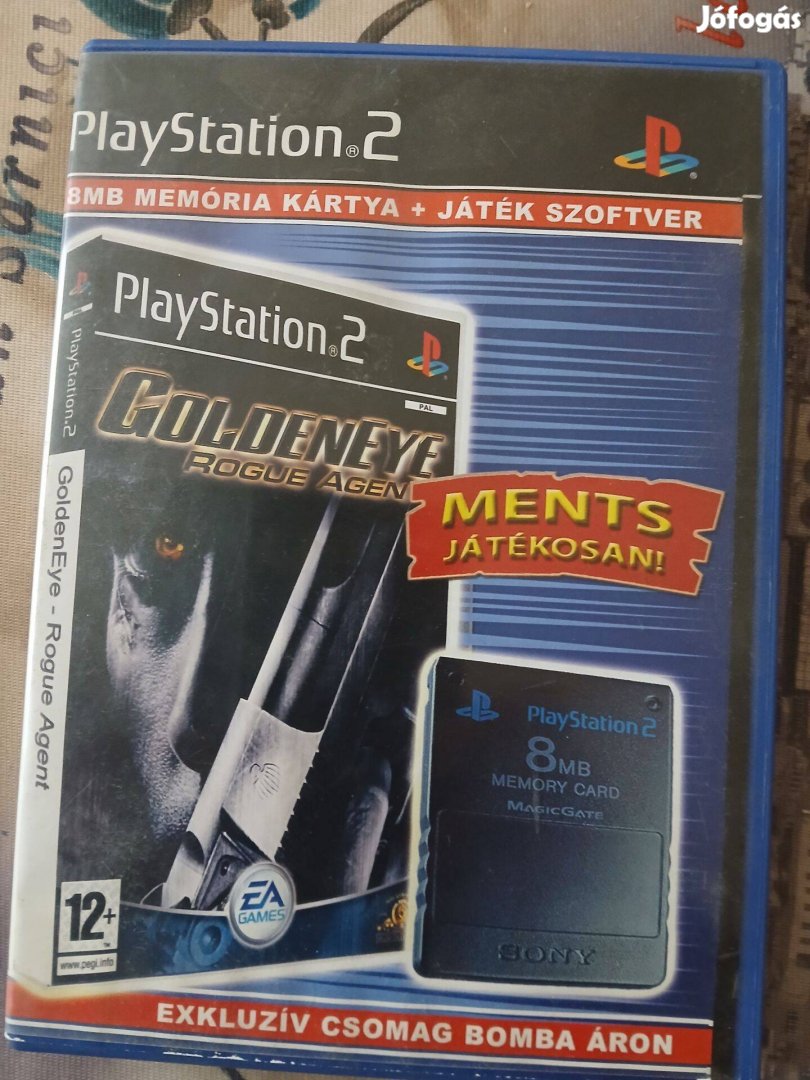 Jófogás
PlayStation®2
8MB MEMÓRIA KÁRTYA + JÁTÉK SZOFTVER
PlayStation®2
PAL
GOLDENEYE
ROGUE AGEN
PlayStation®2
GoldenEye - Rogue Agent
MENTS
JÁTÉKOSAN!
PlayStation 2
8MB
MEMORY CARD
MAGICGATE
SONY
EA
GAMES
12+
www.pegi.info
EXKLUZÍV CSOMAG BOMBA ÁRON